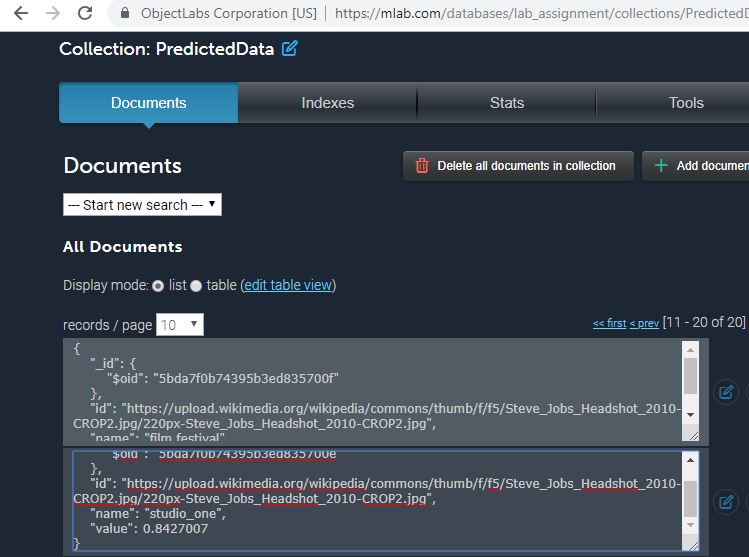 ObjectLabs Corporation [US] | https://mlab.com/databases/lab_assignment/collections/Predicted
Collection: PredictedData
Documents Indexes Stats Tools
Documents
Delete all documents in collection
Add documen
--- Start new search ---
All Documents
Display mode: list table (edit table view)
records / page 10
<< first < prev [11 - 20 of 20]
{
"_id": {
"$oid": "5bda7f0b74395b3ed835700f"
},
"id": "https://upload.wikimedia.org/wikipedia/commons/thumb/f/f5/Steve_Jobs_Headshot_2010-
CROP2.jpg/220px-Steve_Jobs_Headshot_2010-CROP2.jpg",
"name": "film festival"
"$oid": "5bda7f0b74395b3ed835700e"
},
"id": "https://upload.wikimedia.org/wikipedia/commons/thumb/f/f5/Steve_Jobs_Headshot_2010-
CROP2.jpg/220px-Steve_Jobs_Headshot_2010-CROP2.jpg",
"name": "studio_one",
"value": 0.8427007
}